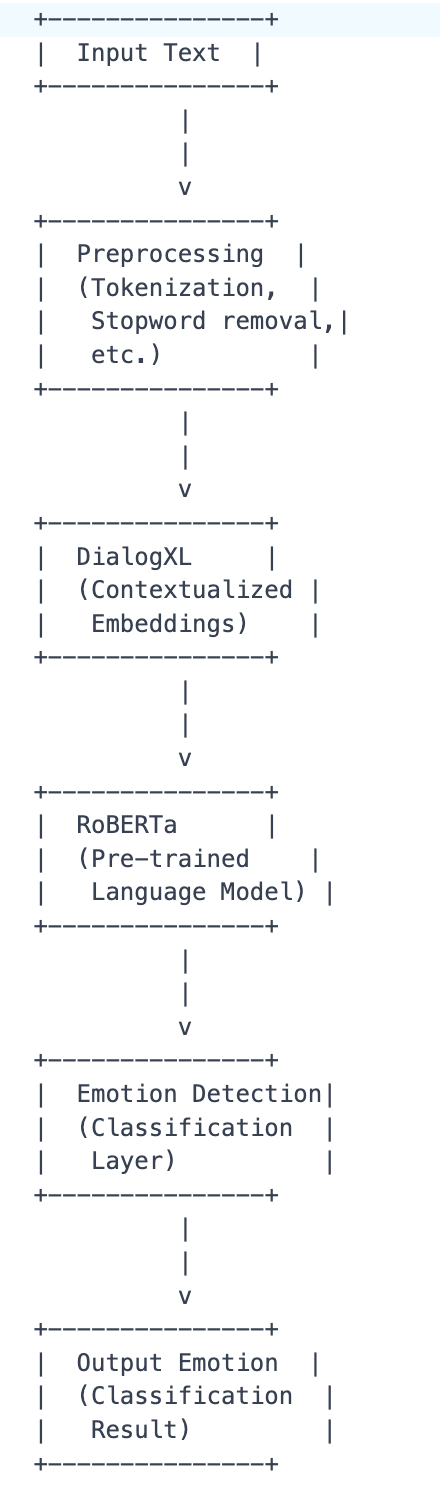 +---------------+
|  Input Text  |
+---------------+
          |
          |
          v
+---------------+
|  Preprocessing  |
|  (Tokenization,  |
|   Stopword removal,|
|   etc.)          |
+---------------+
          |
          |
          v
+---------------+
|  DialogXL     |
|  (Contextualized |
|   Embeddings)    |
+---------------+
          |
          |
          v
+---------------+
|  RoBERTa      |
|  (Pre-trained    |
|   Language Model) |
+---------------+
          |
          |
          v
+---------------+
|  Emotion Detection|
|  (Classification  |
|   Layer)          |
+---------------+
          |
          |
          v
+---------------+
|  Output Emotion  |
|  (Classification  |
|   Result)         |
+---------------+